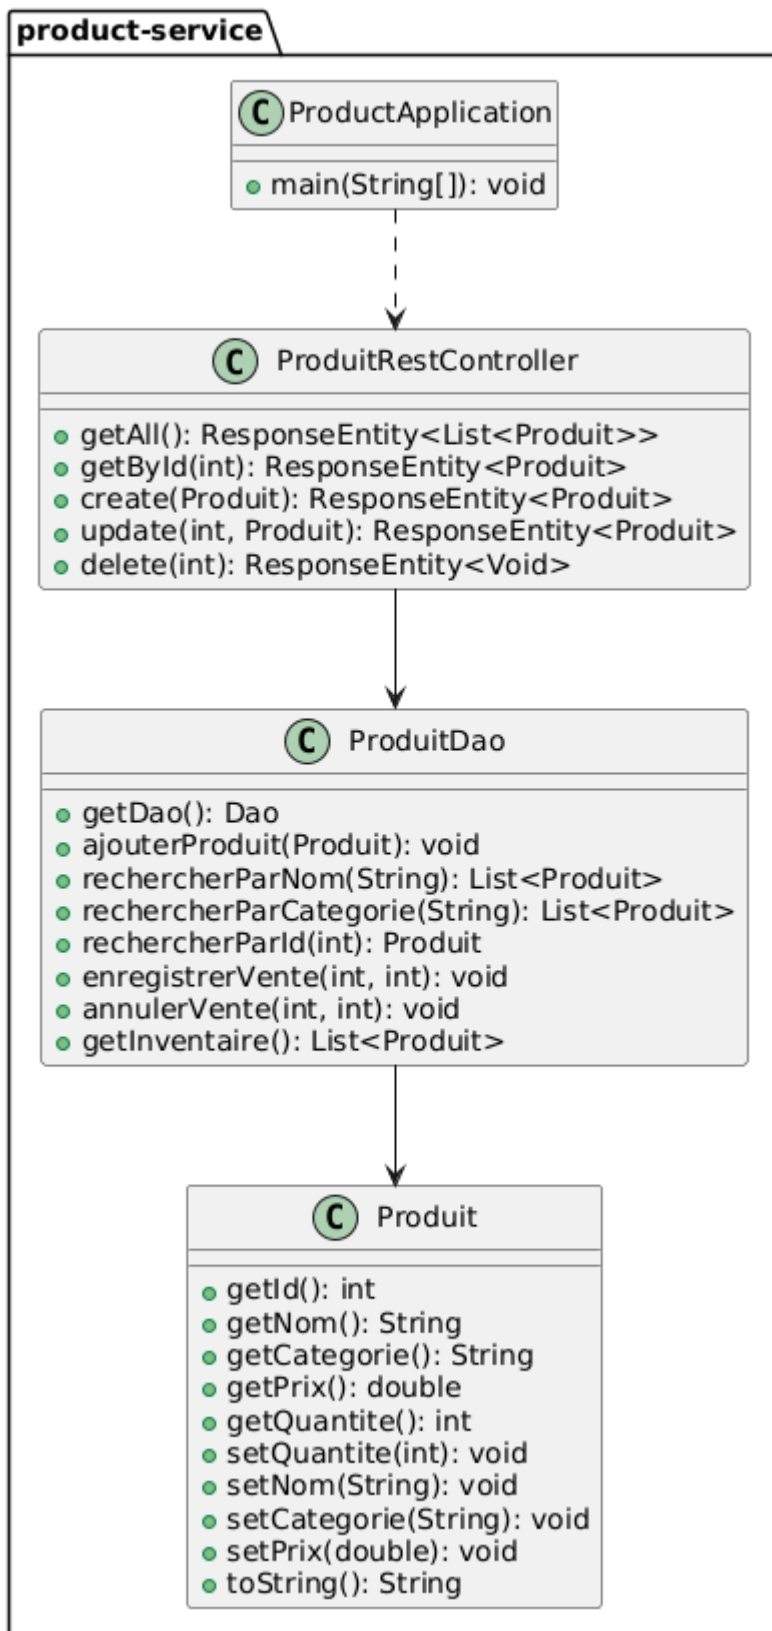 product-service
C ProductApplication
main(String[]): void
C ProduitRestController
getAll(): ResponseEntity<List<Produit>>
getById(int): ResponseEntity<Produit>
create(Produit): ResponseEntity<Produit>
update(int, Produit): ResponseEntity<Produit>
delete(int): ResponseEntity<Void>
C ProduitDao
getDao(): Dao
ajouterProduit(Produit): void
rechercherParNom(String): List<Produit>
rechercherParCategorie(String): List<Produit>
rechercherParId(int): Produit
enregistrerVente(int, int): void
annulerVente(int, int): void
getInventaire(): List<Produit>
C Produit
getId(): int
getNom(): String
getCategorie(): String
getPrix(): double
getQuantite(): int
setQuantite(int): void
setNom(String): void
setCategorie(String): void
setPrix(double): void
toString(): String